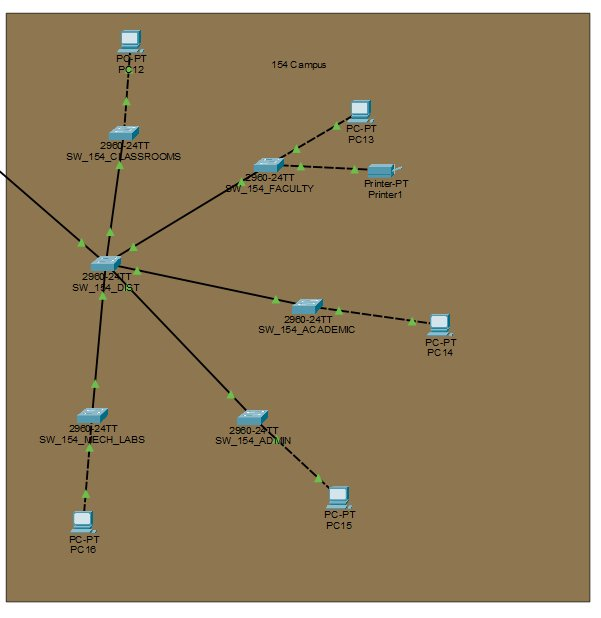 PC-PT
PC12
154 Campus
2960-24TT
SW_154_CLASSROOMS
PC-PT
PC13
2960-24TT
SW_154_FACULTY
Printer-PT
Printer1
2960-24TT
SW_154_DIST
2960-24TT
SW_154_ACADEMIC
PC-PT
PC14
2960-24TT
SW_154_MECH_LABS
2960-24TT
SW_154_ADMIN
PC-PT
PC15
PC-PT
PC16